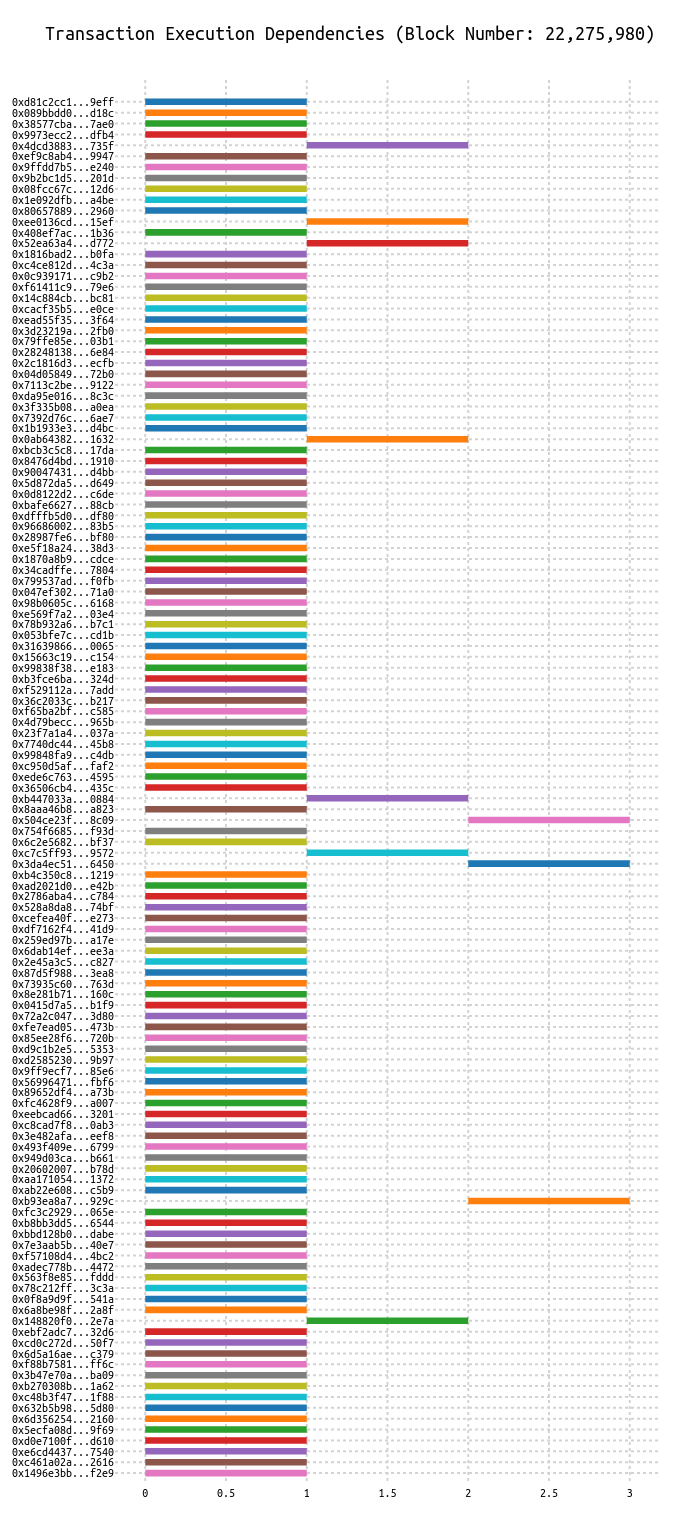 Transaction Execution Dependencies (Block Number: 22,275,980)
0xd81c2cc1...9eff
0x089bbdd0...d18c
0x38577cba...7ae0
0x9973ecc2...dfb4
0x4dcd3883...735f
0xef9c8ab4...9947
0x9ffdd7b5...e240
0x9b2bc1d5...201d
0x08fcc67c...12d6
0x1e092dfb...a4be
0x80657889...2960
0xee0136cd...15ef
0x408ef7ac...1b36
0x52ea63a4...d772
0x1816bad2...b0fa
0xc4ce812d...4c3a
0x0c939171...c9b2
0xf61411c9...79e6
0x14c884cb...bc81
0xcacf35b5...e0ce
0xead55f35...3f64
0x3d23219a...2fb0
0x79ffe85e...03b1
0x28248138...6e84
0x2c1816d3...ecfb
0x04d05849...72b0
0x7113c2be...9122
0xda95e016...8c3c
0x3f335b08...a0ea
0x7392d76c...6ae7
0x1b1933e3...d4bc
0x0ab64382...1632
0xbcb3c5c8...17da
0x8476d4bd...1910
0x90047431...d4bb
0x5d872da5...d649
0x0d8122d2...c6de
0xbafe6627...88cb
0xdfffb5d0...df80
0x96686002...83b5
0x28987fe6...bf80
0xe5f18a24...38d3
0x1870a8b9...cdce
0x34cadffe...7804
0x799537ad...f0fb
0x047ef302...71a0
0x98b0605c...6168
0xe569f7a2...03e4
0x78b932a6...b7c1
0x053bfe7c...cd1b
0x31639866...0065
0x15663c19...c154
0x99838f38...e183
0xb3fce6ba...324d
0xf529112a...7add
0x36c2033c...b217
0xf65ba2bf...c585
0x4d79becc...965b
0x23f7a1a4...037a
0x7740dc44...45b8
0x99848fa9...c4db
0xc950d5af...faf2
0xede6c763...4595
0x36506cb4...435c
0xb447033a...0884
0x8aaa46b8...a823
0x504ce23f...8c09
0x754f6685...f93d
0x6c2e5682...bf37
0xc7c5ff93...9572
0x3da4ec51...6450
0xb4c350c8...1219
0xad2021d0...e42b
0x2786aba4...c784
0x528a8da8...74bf
0xcefea40f...e273
0xdf7162f4...41d9
0x259ed97b...a17e
0x6dab14ef...ee3a
0x2e45a3c5...c827
0x87d5f988...3ea8
0x73935c60...763d
0x8e281b71...160c
0x0415d7a5...b1f9
0x72a2c047...3d80
0xfe7ead05...473b
0x85ee28f6...720b
0xd9c1b2e5...5353
0xd2585230...9b97
0x9ff9ecf7...85e6
0x56996471...fbf6
0x89652df4...a73b
0xfc4628f9...a007
0xeebcad66...3201
0xc8cad7f8...0ab3
0x3e482afa...eef8
0x493f409e...6799
0x949d03ca...b661
0x20602007...b78d
0xaa171054...1372
0xab22e608...c5b9
0xb93ea8a7...929c
0xfc3c2929...065e
0xb8bb3dd5...6544
0xbbd128b0...dabe
0x7e3aab5b...40e7
0xf57108d4...4bc2
0xadec778b...4472
0x563f8e85...fddd
0x78c212ff...3c3a
0x0f8a9d9f...541a
0x6a8be98f...2a8f
0x148820f0...2e7a
0xebf2adc7...32d6
0xcd0c272d...50f7
0x6d5a16ae...c379
0xf88b7581...ff6c
0x3b47e70a...ba09
0xb270308b...1a62
0xc48b3f47...1f88
0x632b5b98...5d80
0x6d356254...2160
0x5ecfa08d...9f69
0xd0e7100f...d610
0xe6cd4437...7540
0xc461a02a...2616
0x1496e3bb...f2e9
0 0.5 1 1.5 2 2.5 3